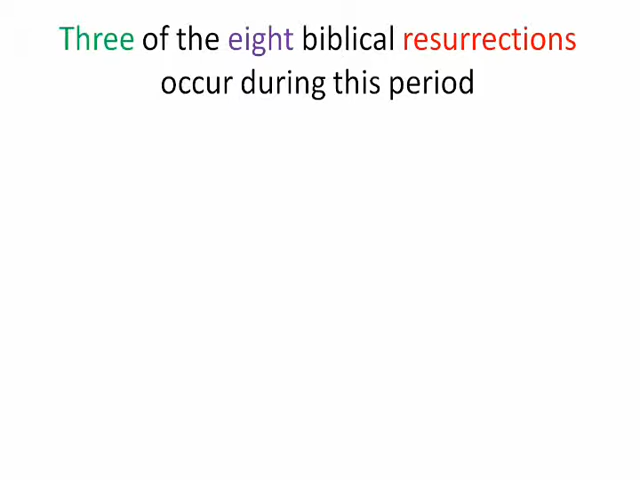 Three of the eight biblical resurrections
occur during this period